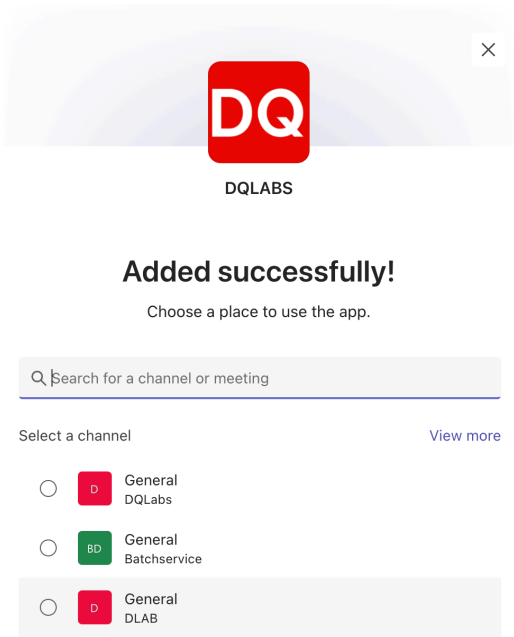 DQ
DQLABS
Added successfully!
Choose a place to use the app.
Search for a channel or meeting
Select a channel
View more
D
General
DQLabs
BD
General
Batchservice
D
General
DLAB